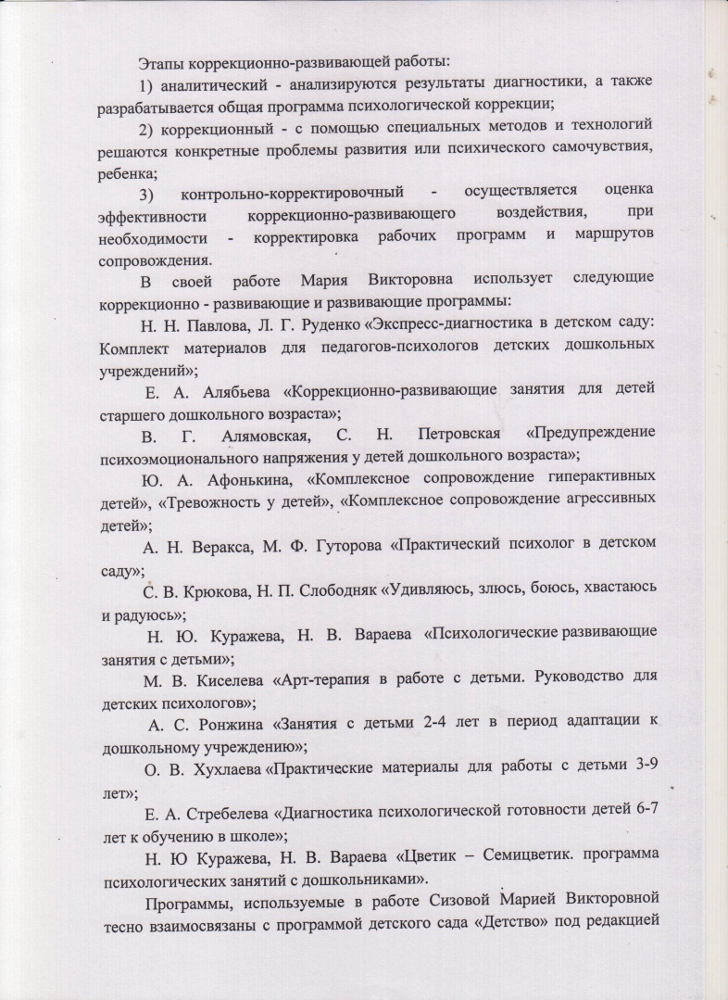 Этапы коррекционно-развивающей работы:
1) аналитический - анализируются результаты диагностики, а также
разрабатывается общая программа психологической коррекции;
2) коррекционный - с помощью специальных методов и технологий
решаются конкретные проблемы развития или психического самочувствия,
ребенка;
3) контрольно-корректировочный - осуществляется оценка
эффективности коррекционно-развивающего воздействия, при
необходимости - корректировка рабочих программ и маршрутов
сопровождения.
В своей работе Мария Викторовна использует следующие
коррекционно - развивающие и развивающие программы:
Н. Н. Павлова, Л. Г. Руденко «Экспресс-диагностика в детском саду:
Комплект материалов для педагогов-психологов детских дошкольных
учреждений»;
Е. А. Алябьева «Коррекционно-развивающие занятия для детей
старшего дошкольного возраста»;
В. Г. Алямовская, С. Н. Петровская «Предупреждение
психоэмоционального напряжения у детей дошкольного возраста»;
Ю. А. Афонькина, «Комплексное сопровождение гиперактивных
детей», «Тревожность у детей», «Комплексное сопровождение агрессивных
детей»;
А. Н. Веракса, М. Ф. Гуторова «Практический психолог в детском
саду»;
С. В. Крюкова, Н. П. Слободняк «Удивляюсь, злюсь, боюсь, хвастаюсь
и радуюсь»;
Н. Ю. Куражева, Н. В. Вараева «Психологические развивающие
занятия с детьми»;
М. В. Киселева «Арт-терапия в работе с детьми. Руководство для
детских психологов»;
А. С. Ронжина «Занятия с детьми 2-4 лет в период адаптации к
дошкольному учреждению»;
О. В. Хухлаева «Практические материалы для работы с детьми 3-9
лет»;
Е. А. Стребелева «Диагностика психологической готовности детей 6-7
лет к обучению в школе»;
Н. Ю Куражева, Н. В. Вараева «Цветик – Семицветик. программа
психологических занятий с дошкольниками».
Программы, используемые в работе Сизовой Марией Викторовной
тесно взаимосвязаны с программой детского сада «Детство» под редакцией